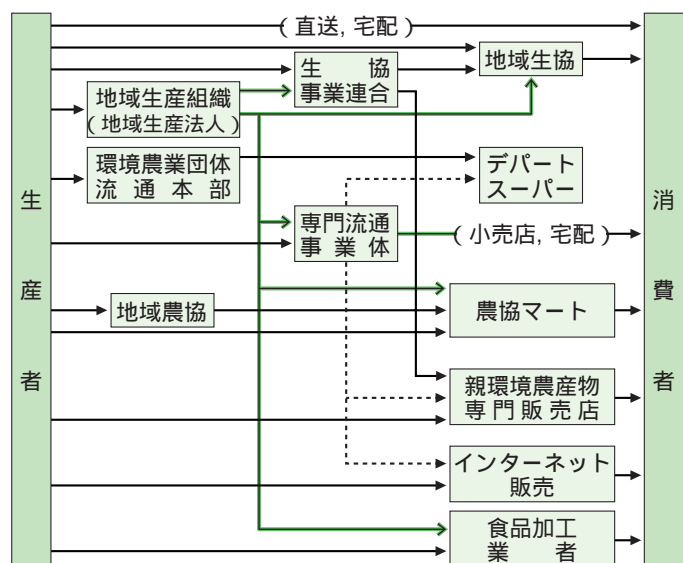 生産者
(直送, 宅配)
生協
事業連合
地域生協
地域生産組織
(地域生産法人)
環境農業団体
流通本部
デパート
スーパー
専門流通
事業体
(小売店, 宅配)
地域農協
農協マート
親環境農産物
専門販売店
インターネット
販売
食品加工
業者
消費者